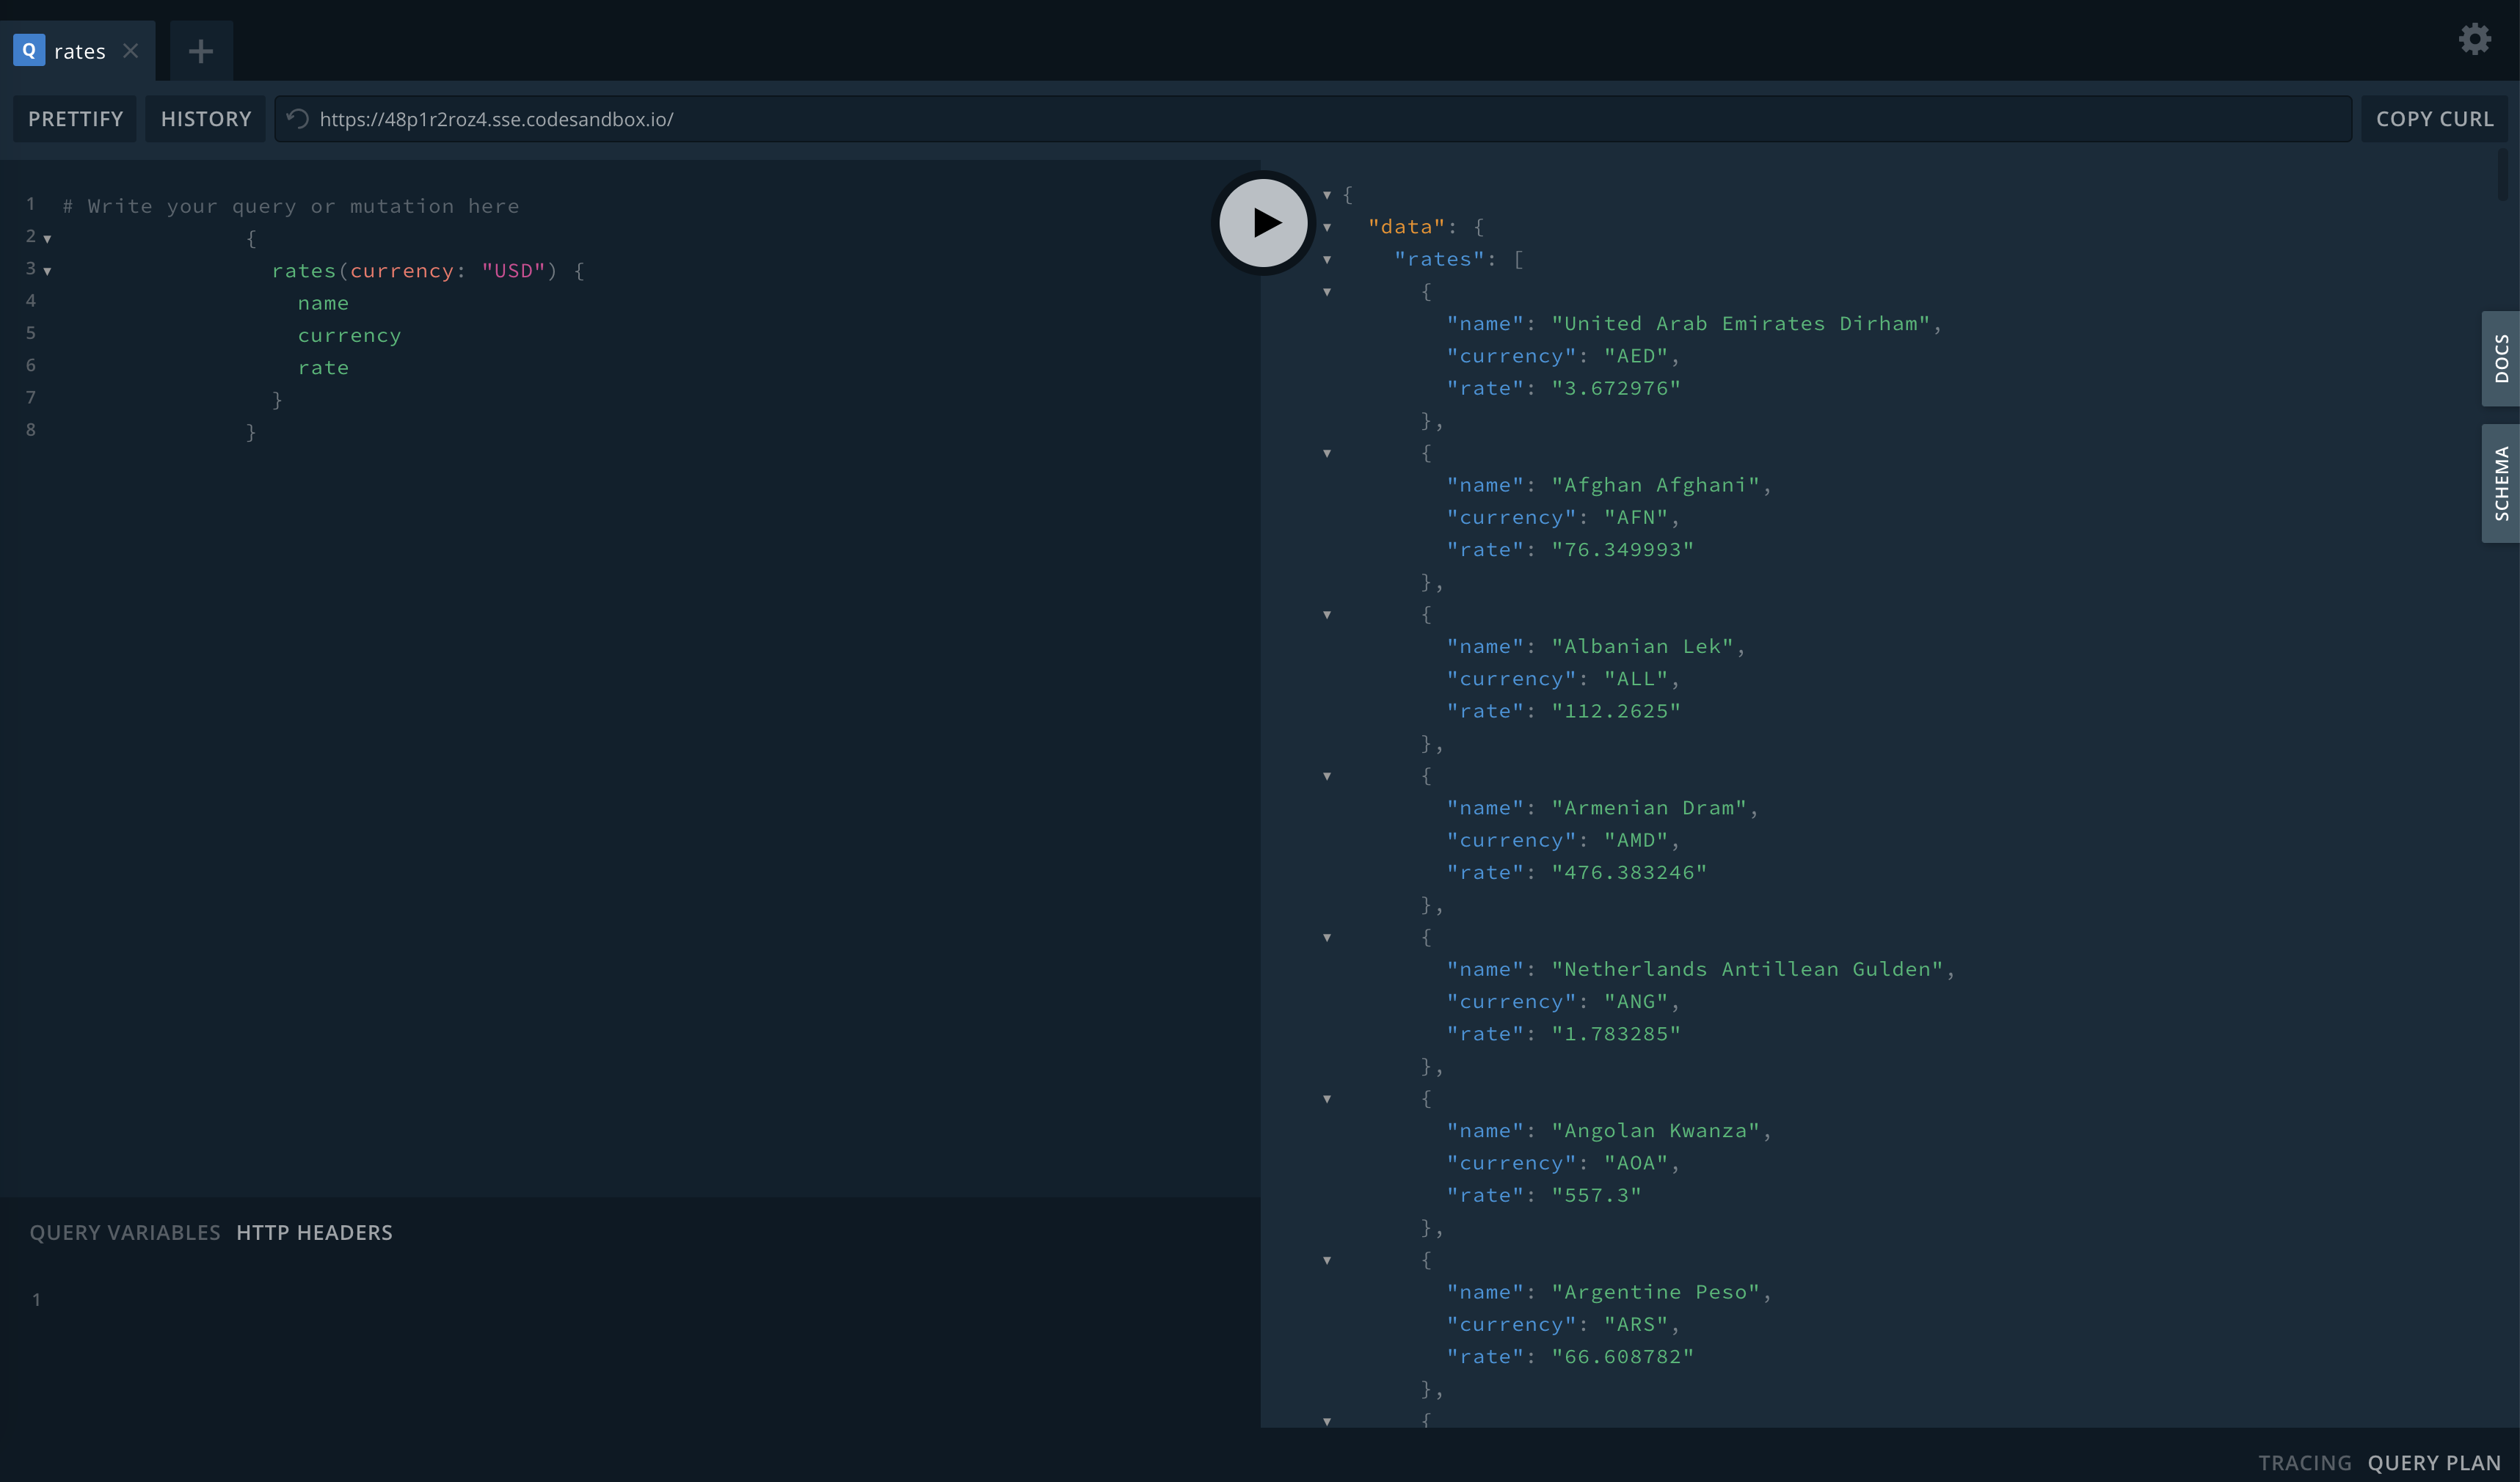 Q rates
PRETTIFY HISTORY https://48p1r2roz4.sse.codesandbox.io/ COPY CURL
1 # Write your query or mutation here
2 {
3 rates(currency: "USD") {
4 name
5 currency
6 rate
7 }
8 }
QUERY VARIABLES HTTP HEADERS
1
{
"data": {
"rates": [
{
"name": "United Arab Emirates Dirham",
"currency": "AED",
"rate": "3.672976"
},
{
"name": "Afghan Afghani",
"currency": "AFN",
"rate": "76.349993"
},
{
"name": "Albanian Lek",
"currency": "ALL",
"rate": "112.2625"
},
{
"name": "Armenian Dram",
"currency": "AMD",
"rate": "476.383246"
},
{
"name": "Netherlands Antillean Gulden",
"currency": "ANG",
"rate": "1.783285"
},
{
"name": "Angolan Kwanza",
"currency": "AOA",
"rate": "557.3"
},
{
"name": "Argentine Peso",
"currency": "ARS",
"rate": "66.608782"
},
{
DOCS
SCHEMA
TRACING QUERY PLAN